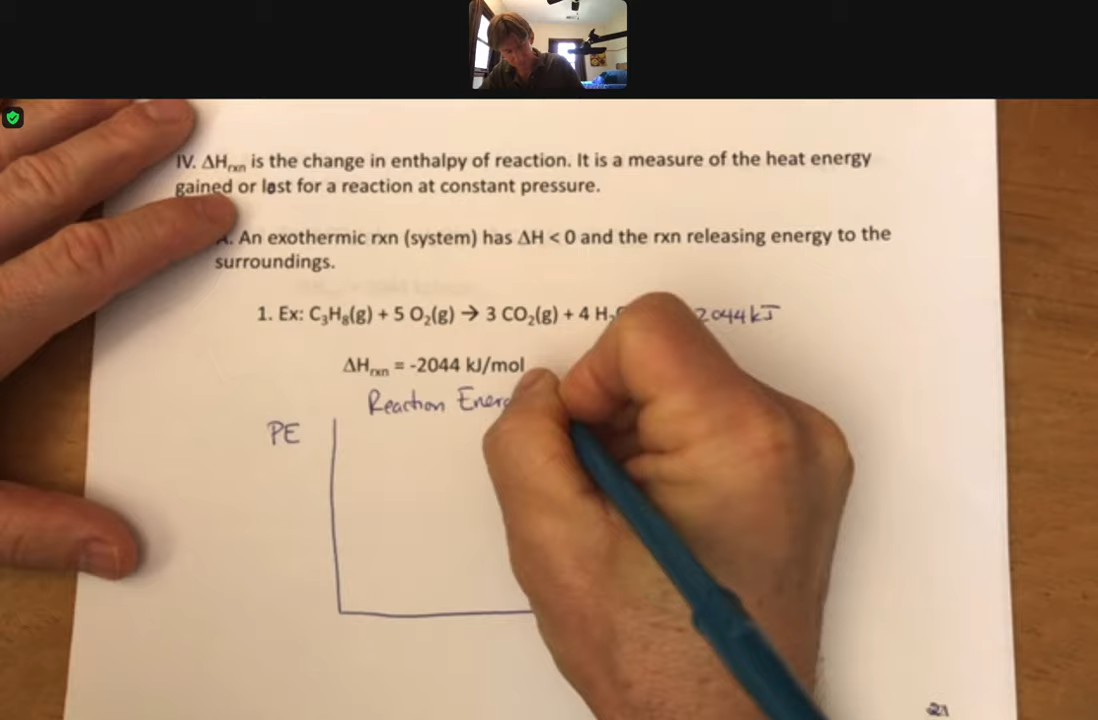 IV. ΔHrxn is the change in enthalpy of reaction. It is a measure of the heat energy
gained or lost for a reaction at constant pressure.
A. An exothermic rxn (system) has ΔH < 0 and the rxn releasing energy to the
surroundings.
1. Ex: C₃H₈(g) + 5 O₂(g) → 3 CO₂(g) + 4 H₂ 2044 kJ
ΔHrxn = -2044 kJ/mol
Reaction Ener
PE
21